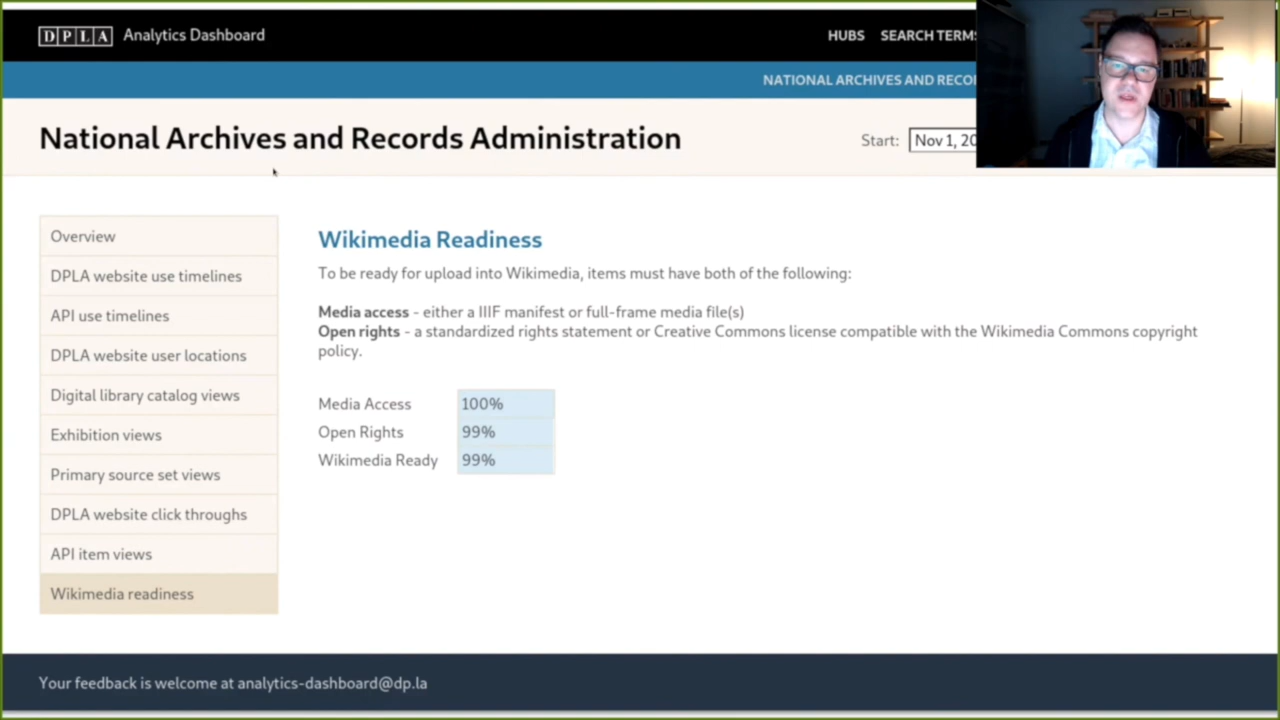 DPLA Analytics Dashboard
HUBS SEARCH TERMS
NATIONAL ARCHIVES AND
National Archives and Records Administration
Start: Nov 1,
Overview
DPLA website use timelines
API use timelines
DPLA website user locations
Digital library catalog views
Exhibition views
Primary source set views
DPLA website click throughs
API item views
Wikimedia readiness
Wikimedia Readiness
To be ready for upload into Wikimedia, items must have both of the following:
Media access - either a IIIF manifest or full-frame media file(s)
Open rights - a standardized rights statement or Creative Commons license compatible with the Wikimedia Commons copyright
policy.
Media Access 100%
Open Rights 99%
Wikimedia Ready 99%
Your feedback is welcome at analytics-dashboard@dp.la